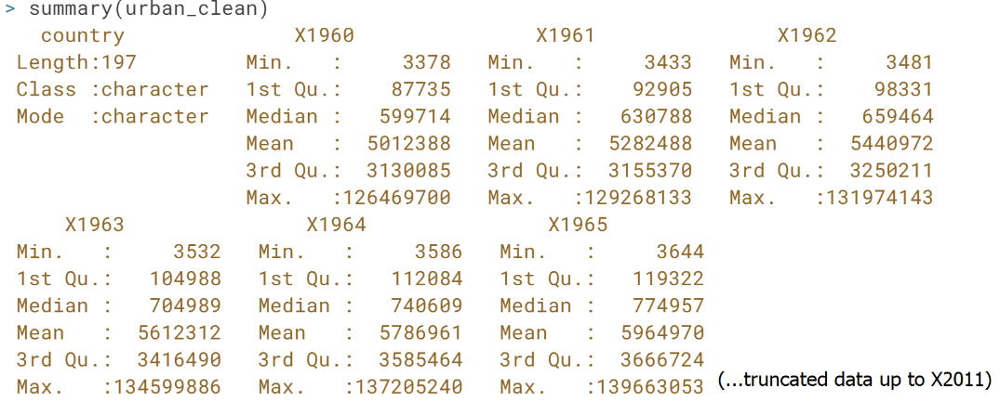 > summary(urban_clean)
   country              X1960               X1961               X1962
 Length:197         Min.   :     3378   Min.   :     3433   Min.   :     3481
 Class :character   1st Qu.:    87735   1st Qu.:    92905   1st Qu.:    98331
 Mode  :character   Median :   599714   Median :   630788   Median :   659464
                    Mean   :  5012388   Mean   :  5282488   Mean   :  5440972
                    3rd Qu.:  3130085   3rd Qu.:  3155370   3rd Qu.:  3250211
                    Max.   :126469700   Max.   :129268133   Max.   :131974143
     X1963               X1964               X1965
 Min.   :     3532   Min.   :     3586   Min.   :     3644
 1st Qu.:   104988   1st Qu.:   112084   1st Qu.:   119322
 Median :   704989   Median :   740609   Median :   774957
 Mean   :  5612312   Mean   :  5786961   Mean   :  5964970
 3rd Qu.:  3416490   3rd Qu.:  3585464   3rd Qu.:  3666724
 Max.   :134599886   Max.   :137205240   Max.   :139663053 (...truncated data up to X2011)